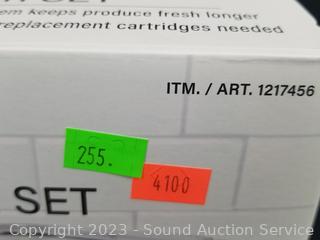 em keeps produce fresh longer
replacement cartridges needed
ITM. / ART. 1217456
255.
4100
SET
Copyright 2023 - Sound Auction Service